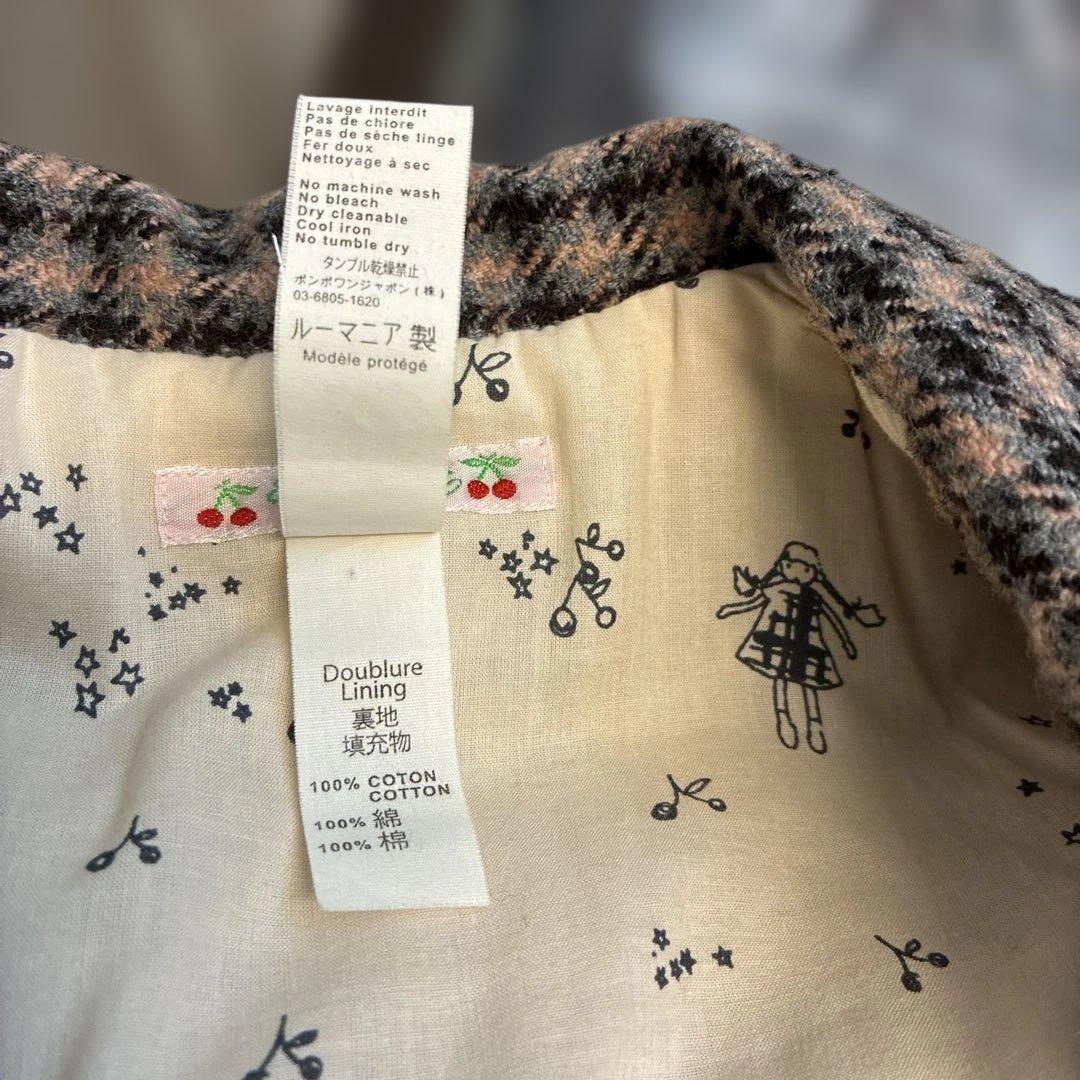 Lavage interdit
Pas de chlore
Pas de sèche linge
Fer doux
Nettoyage à sec
No machine wash
No bleach
Dry cleanable
Cool iron
No tumble dry
タンブル乾燥禁止
ボンポワンジャポン(株)
03-6805-1620
ルーマニア製
Modèle protégé
Doublure
Lining
裏地
填充物
100% COTON
COTTON
100% 綿
100% 棉